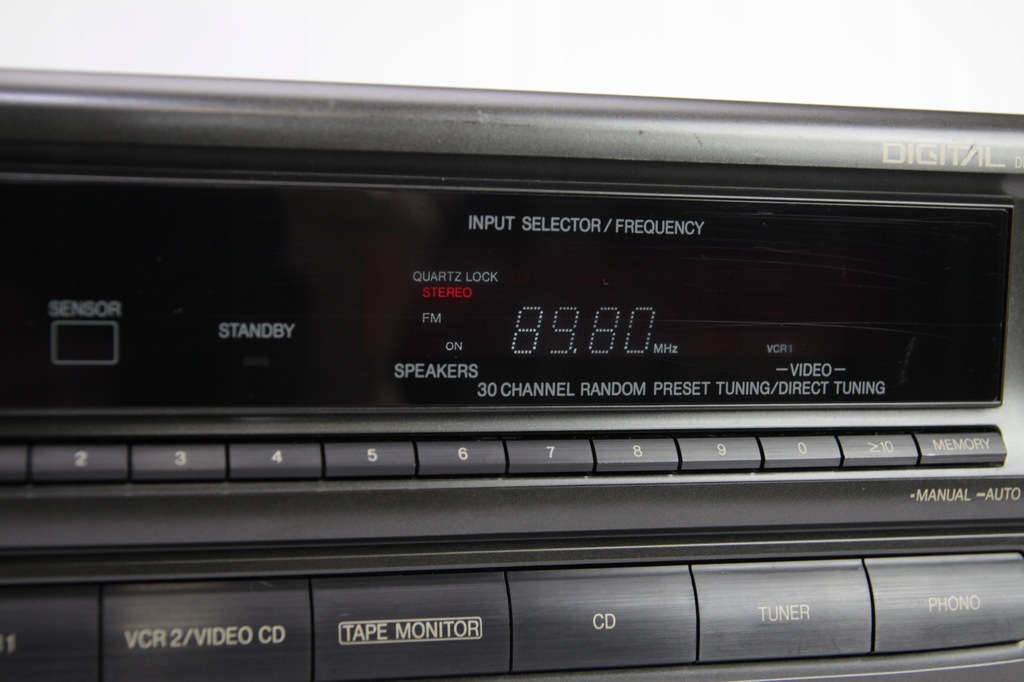 DIGITAL
INPUT SELECTOR / FREQUENCY
QUARTZ LOCK
STEREO
SENSOR
STANDBY
FM
89.80 MHz
ON
VCR1
SPEAKERS
–VIDEO–
30 CHANNEL RANDOM PRESET TUNING/DIRECT TUNING
2 3 4 5 6 7 8 9 0 ≥10 MEMORY
•MANUAL –AUTO
VCR 2/VIDEO CD TAPE MONITOR CD TUNER PHONO